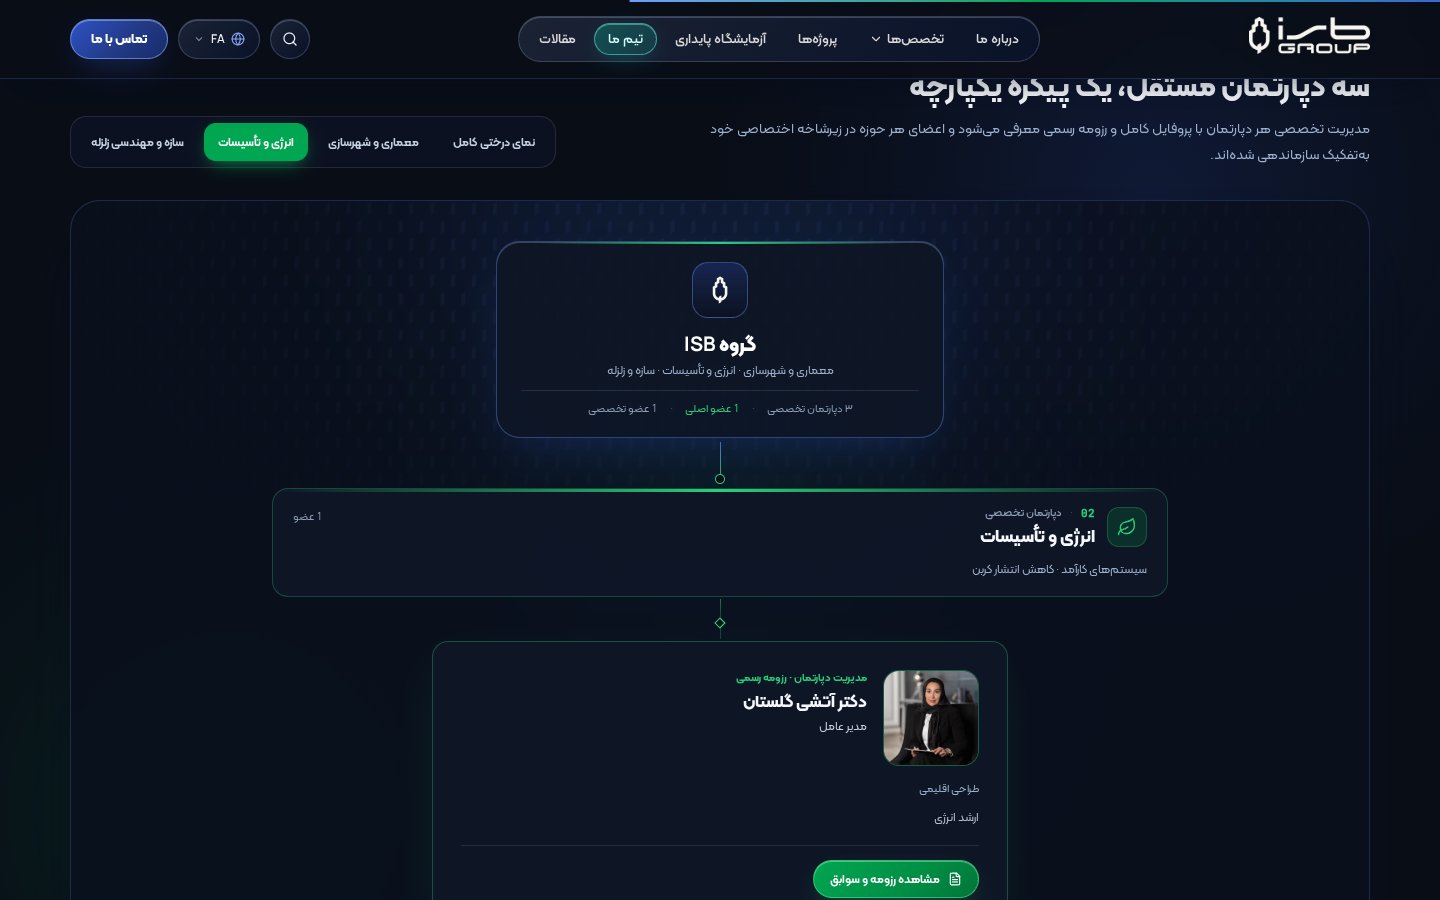 isb
GROUP
درباره ما
تخصص‌ها
پروژه‌ها
آزمایشگاه پایداری
تیم ما
مقالات
FA
تماس با ما
سه دپارتمان مستقل، یک پیکره یکپارچه
مدیریت تخصصی هر دپارتمان با پروفایل کامل و رزومه رسمی معرفی می‌شود و اعضای هر حوزه در زیرشاخه اختصاصی خود
به‌تفکیک سازماندهی شده‌اند.
نمای درختی کامل
معماری و شهرسازی
انرژی و تأسیسات
سازه و مهندسی زلزله
گروه ISB
معماری و شهرسازی · انرژی و تأسیسات · سازه و زلزله
۳ دپارتمان تخصصی · 1 عضو اصلی · 1 عضو تخصصی
02 · دپارتمان تخصصی
1 عضو
انرژی و تأسیسات
سیستم‌های کارآمد · کاهش انتشار کربن
مدیریت دپارتمان · رزومه رسمی
دکتر آتشی گلستان
مدیر عامل
طراحی اقلیمی
ارشد انرژی
مشاهده رزومه و سوابق